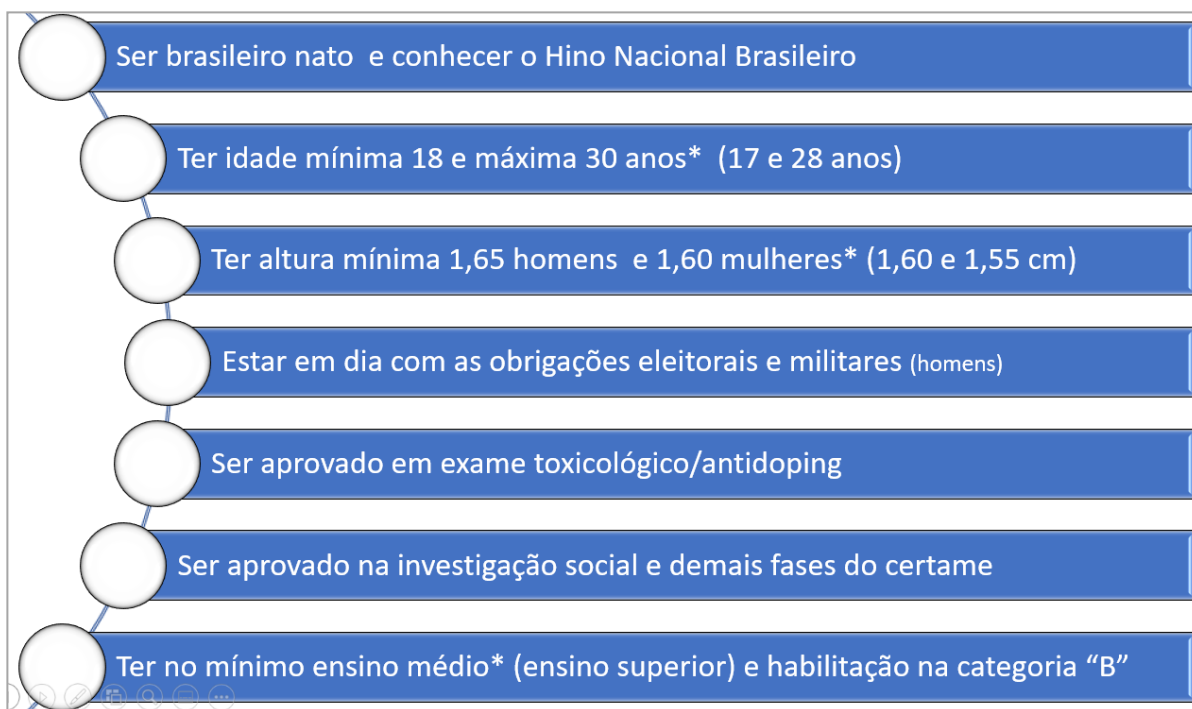 Ser brasileiro nato e conhecer o Hino Nacional Brasileiro
Ter idade mínima 18 e máxima 30 anos* (17 e 28 anos)
Ter altura mínima 1,65 homens e 1,60 mulheres* (1,60 e 1,55 cm)
Estar em dia com as obrigações eleitorais e militares (homens)
Ser aprovado em exame toxicológico/antidoping
Ser aprovado na investigação social e demais fases do certame
Ter no mínimo ensino médio* (ensino superior) e habilitação na categoria “B”